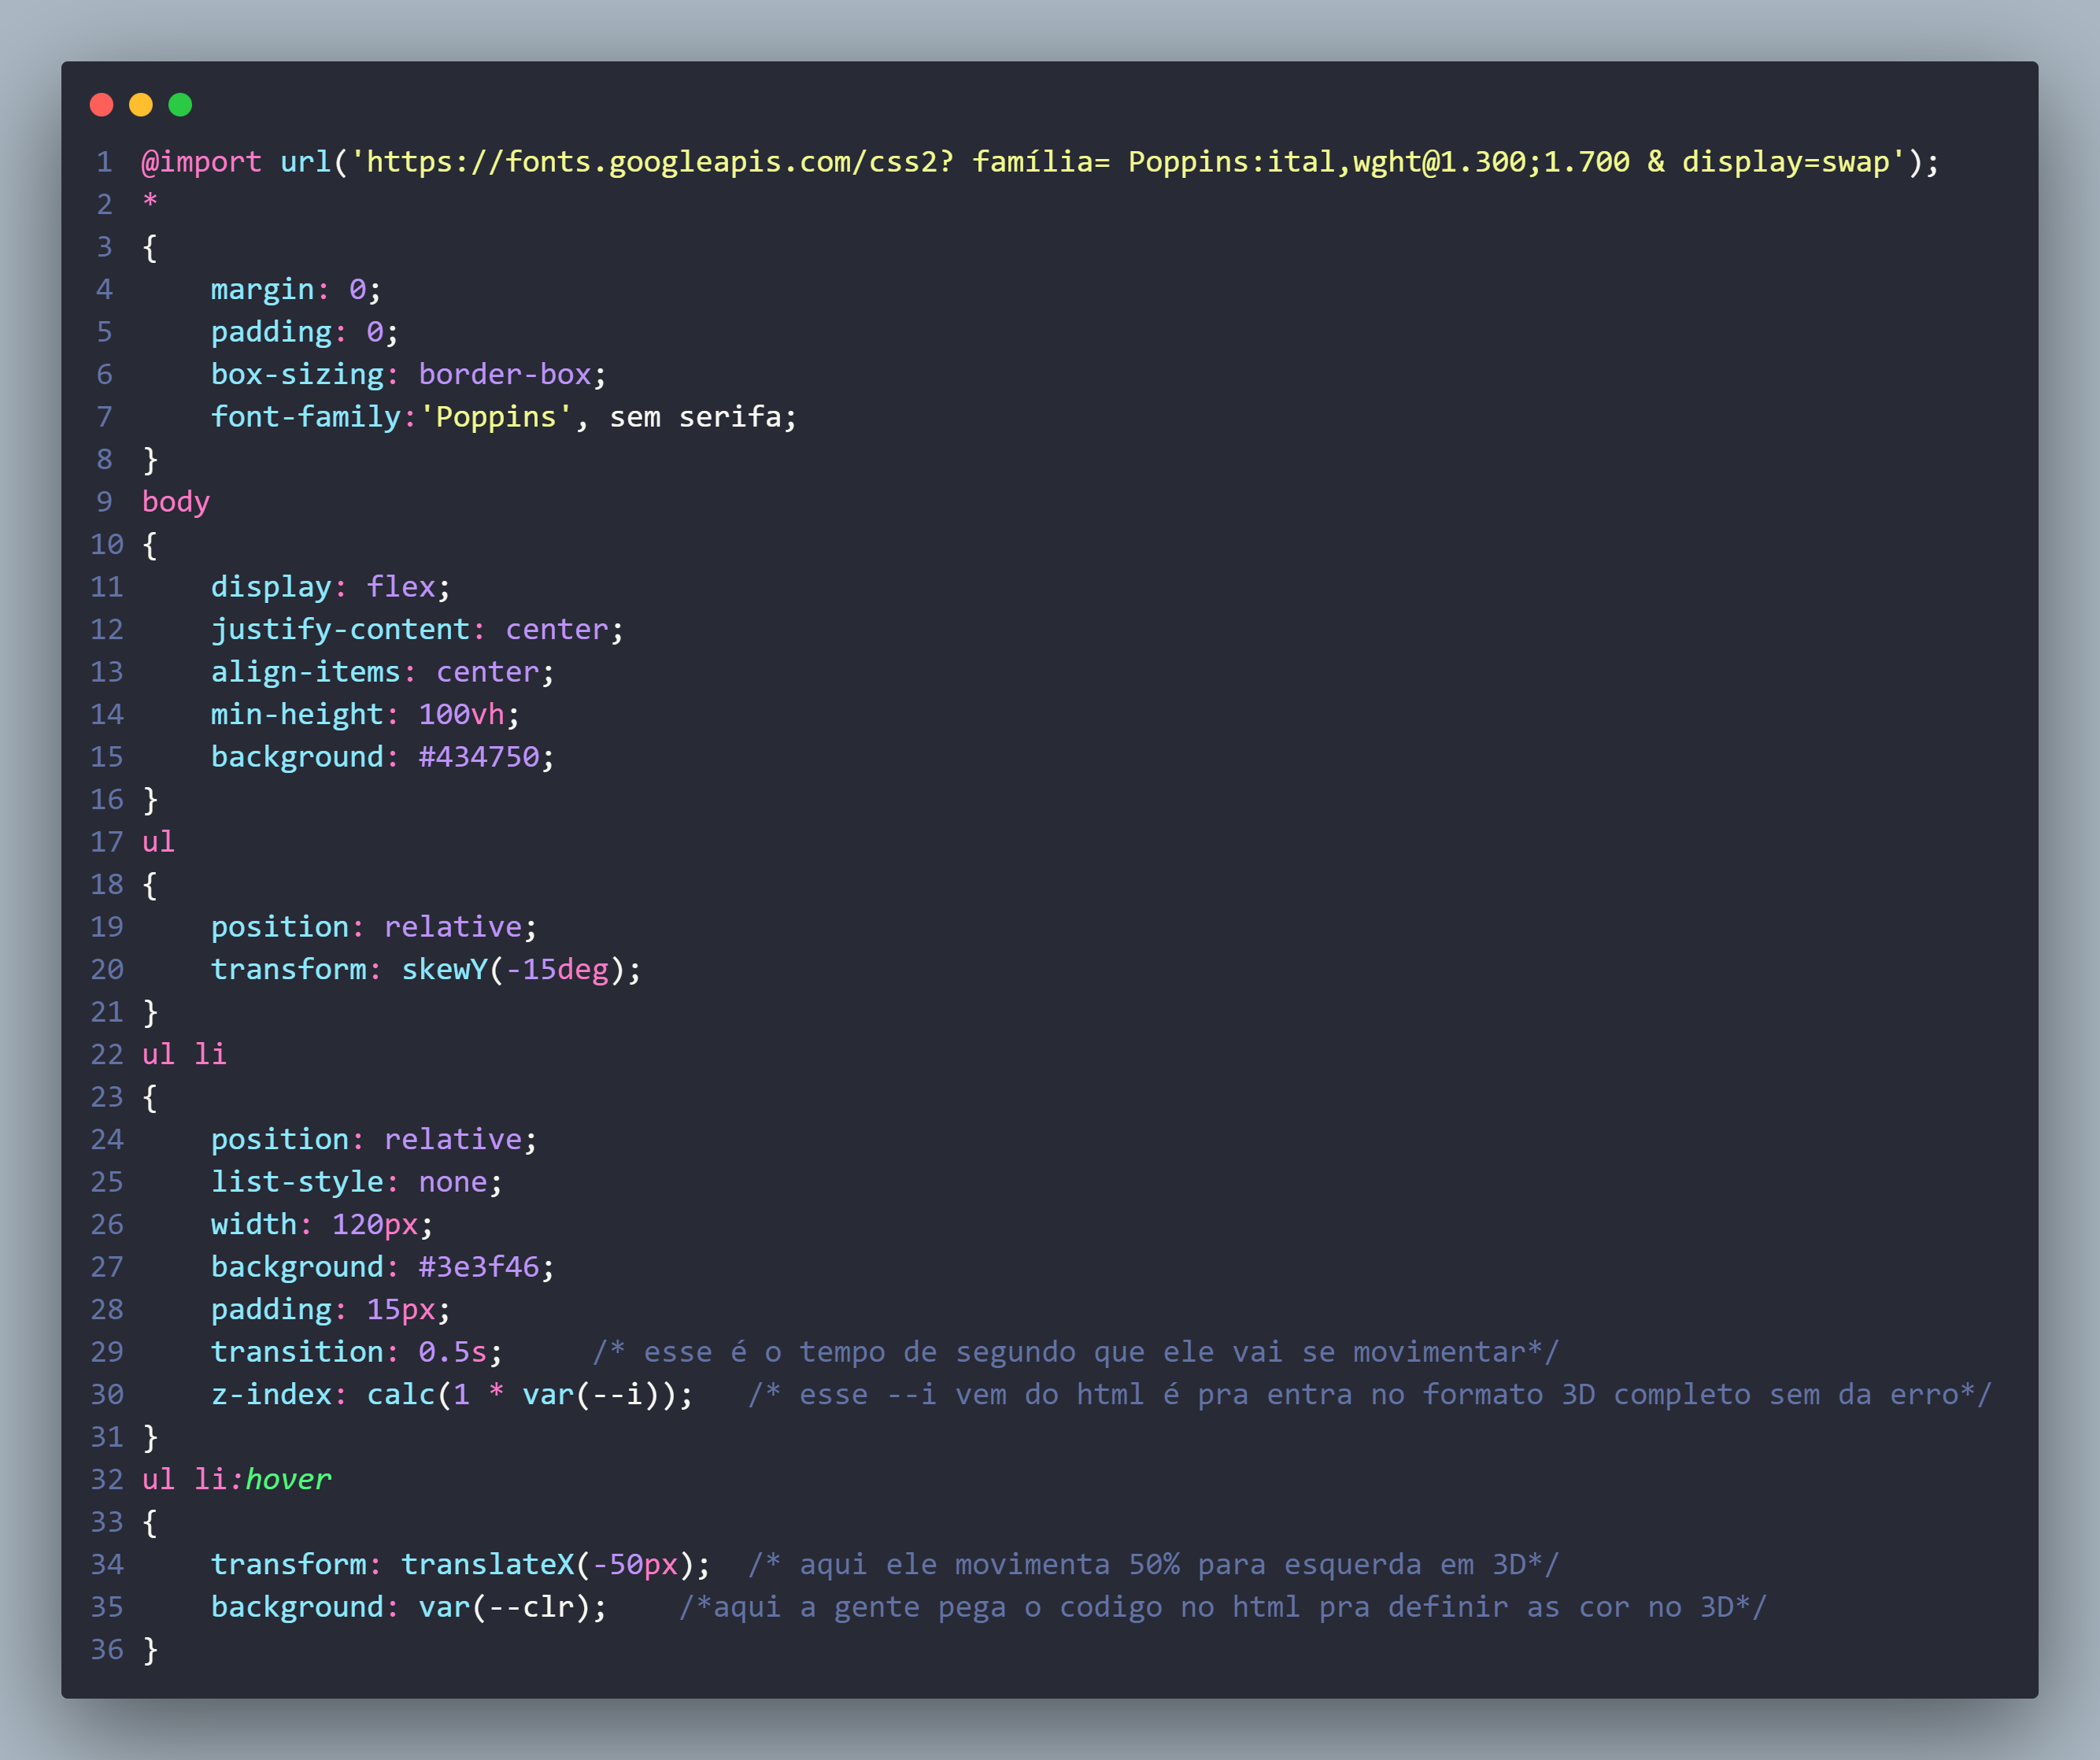 1 @import url('https://fonts.googleapis.com/css2? família= Poppins:ital,wght@1.300;1.700 & display=swap');
2 *
3 {
4     margin: 0;
5     padding: 0;
6     box-sizing: border-box;
7     font-family:'Poppins', sem serifa;
8 }
9 body
10 {
11     display: flex;
12     justify-content: center;
13     align-items: center;
14     min-height: 100vh;
15     background: #434750;
16 }
17 ul
18 {
19     position: relative;
20     transform: skewY(-15deg);
21 }
22 ul li
23 {
24     position: relative;
25     list-style: none;
26     width: 120px;
27     background: #3e3f46;
28     padding: 15px;
29     transition: 0.5s;     /* esse é o tempo de segundo que ele vai se movimentar*/
30     z-index: calc(1 * var(--i));   /* esse --i vem do html é pra entra no formato 3D completo sem da erro*/
31 }
32 ul li:hover
33 {
34     transform: translateX(-50px);  /* aqui ele movimenta 50% para esquerda em 3D*/
35     background: var(--clr);    /*aqui a gente pega o codigo no html pra definir as cor no 3D*/
36 }